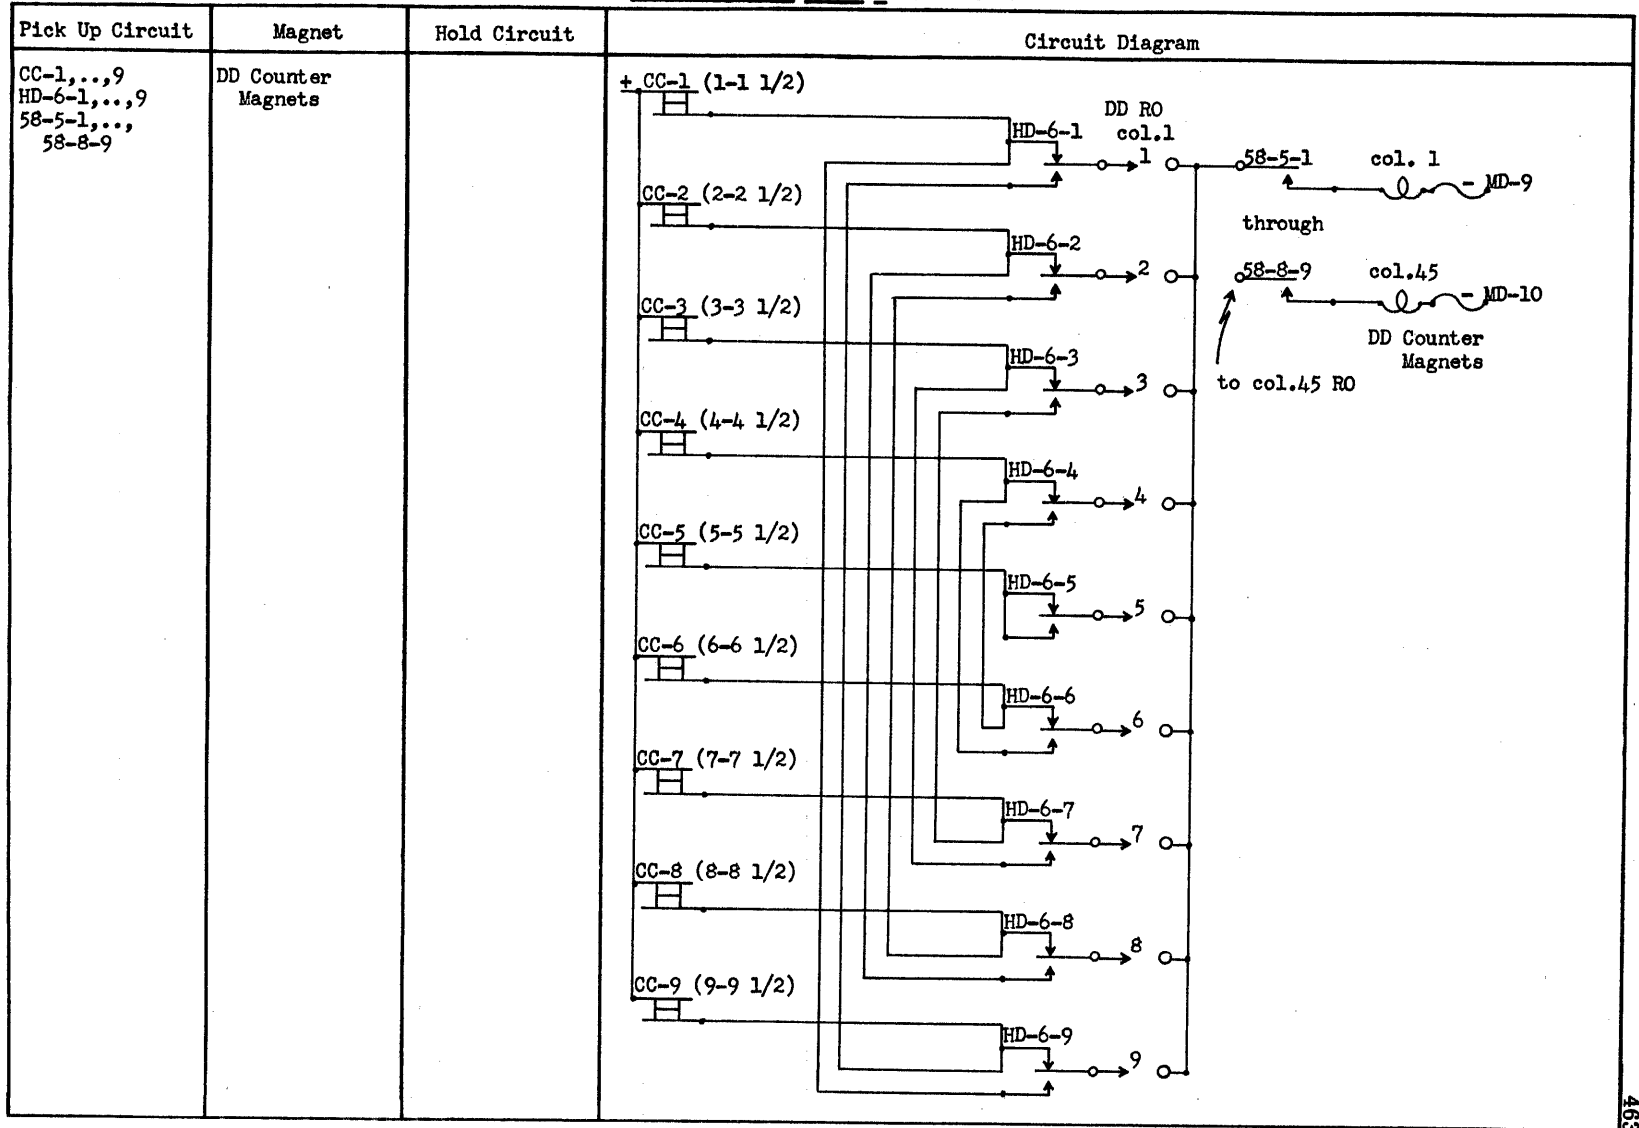 Pick Up Circuit
Magnet
Hold Circuit
Circuit Diagram
CC-1,..,9
HD-6-1,..,9
58-5-1,..,
58-8-9
DD Counter
Magnets
+ CC-1 (1-1 1/2)
DD RO
col.1
HD-6-1
1
58-5-1
col. 1
- MD-9
CC-2 (2-2 1/2)
through
HD-6-2
2
58-8-9
col.45
- MD-10
CC-3 (3-3 1/2)
DD Counter
Magnets
HD-6-3
3
to col.45 RO
CC-4 (4-4 1/2)
HD-6-4
4
CC-5 (5-5 1/2)
HD-6-5
5
CC-6 (6-6 1/2)
HD-6-6
6
CC-7 (7-7 1/2)
HD-6-7
7
CC-8 (8-8 1/2)
HD-6-8
8
CC-9 (9-9 1/2)
HD-6-9
9
463